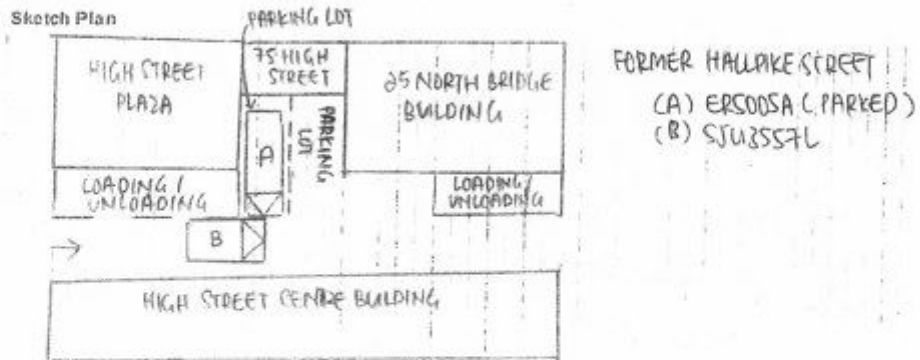 Sketch Plan
PARKING LOT
HIGH STREET
PLAZA
75 HIGH
STREET
25 NORTH BRIDGE
BUILDING
PARKING
LOT
A
LOADING /
UNLOADING
LOADING/
UNLOADING
B
HIGH STREET CENTRE BUILDING
FORMER HALLPIKE STREET
(A) ER5005A (PARKED)
(B) SJU3557L